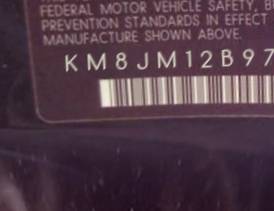 FEDERAL MOTOR VEHICLE SAFETY,
PREVENTION STANDARDS IN EFFECT
MANUFACTURE SHOWN ABOVE.
KM8JM12B97